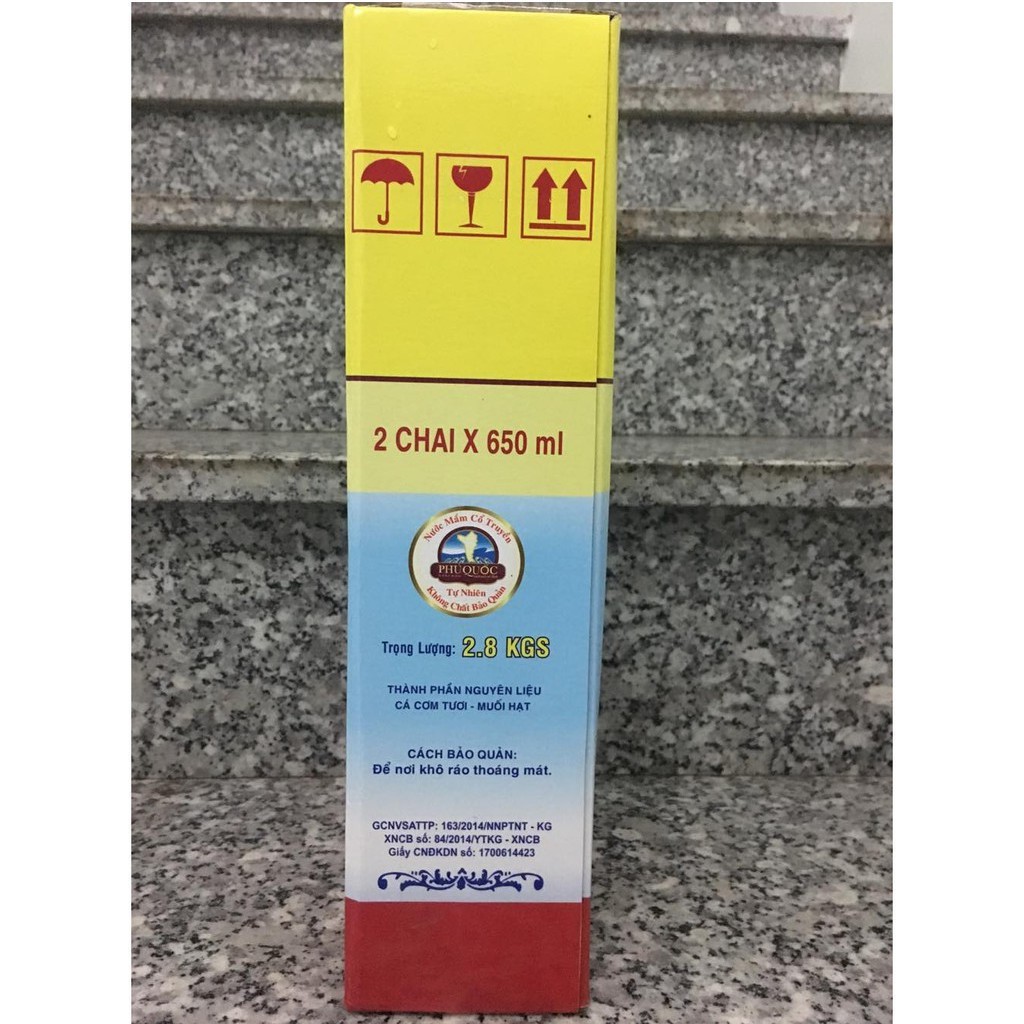 2 CHAI X 650 ml
Nước Mắm Cổ Truyền
PHÚ QUỐC
Tự Nhiên
Không Chất Bảo Quản
Trọng Lượng: 2.8 KGS
THÀNH PHẦN NGUYÊN LIỆU
CÁ CƠM TƯƠI - MUỐI HẠT
CÁCH BẢO QUẢN:
Để nơi khô ráo thoáng mát.
GCNVSATTP: 163/2014/NNPTNT - KG
XNCB số: 84/2014/YTKG - XNCB
Giấy CNĐKDN số: 1700614423